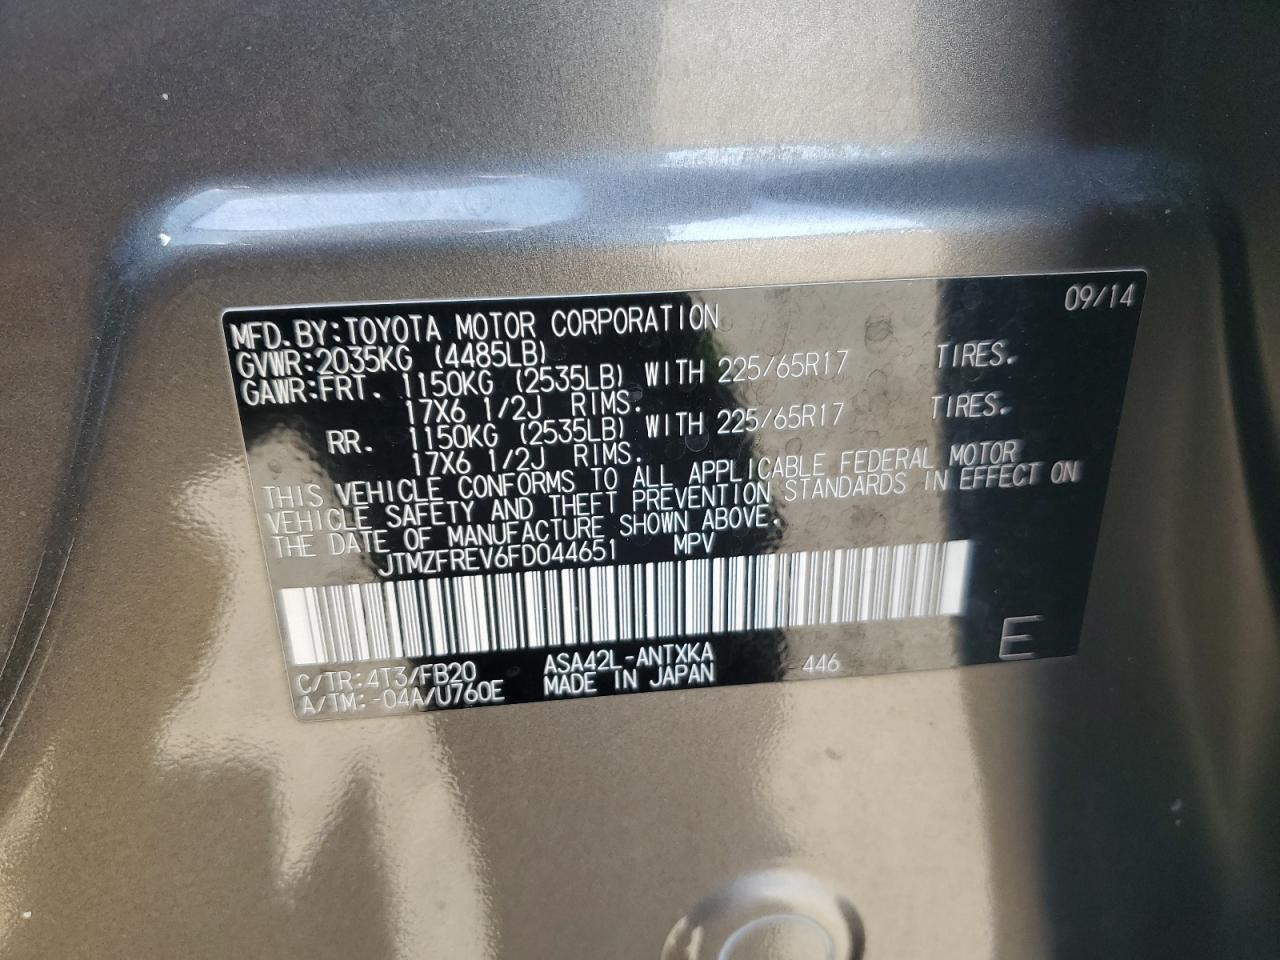 09/14
MFD.BY:TOYOTA MOTOR CORPORATION
GVWR:2035KG (4485LB)
GAWR:FRT. 1150KG (2535LB) WITH 225/65R17 TIRES.
17X6 1/2J RIMS.
RR. 1150KG (2535LB) WITH 225/65R17 TIRES.
17X6 1/2J RIMS.
THIS VEHICLE CONFORMS TO ALL APPLICABLE FEDERAL MOTOR
VEHICLE SAFETY AND THEFT PREVENTION STANDARDS IN EFFECT ON
THE DATE OF MANUFACTURE SHOWN ABOVE.
JTMZFREV6FD044651 MPV
C/TR:4T3/FB20 ASA42L-ANTXKA 446 E
A/TM:-04A/U760E MADE IN JAPAN